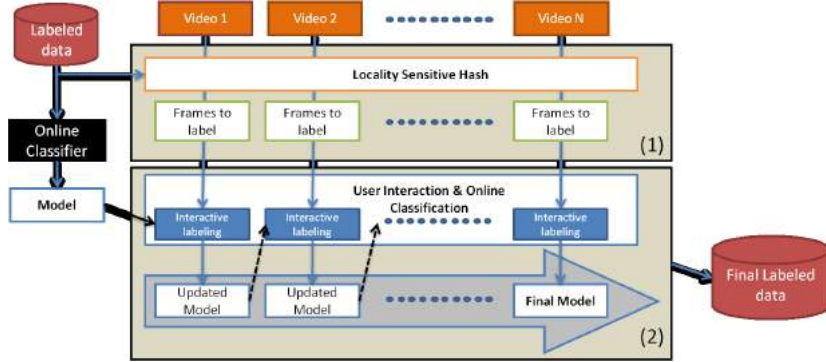 Labeled
data
Video 1
Video 2
Video N
Locality Sensitive Hash
Frames to
label
Frames to
label
Frames to
label
(1)
Online
Classifier
Model
User Interaction & Online
Classification
Interactive
labeling
Interactive
labeling
Interactive
labeling
Updated
Model
Updated
Model
Final Model
(2)
Final Labeled
data